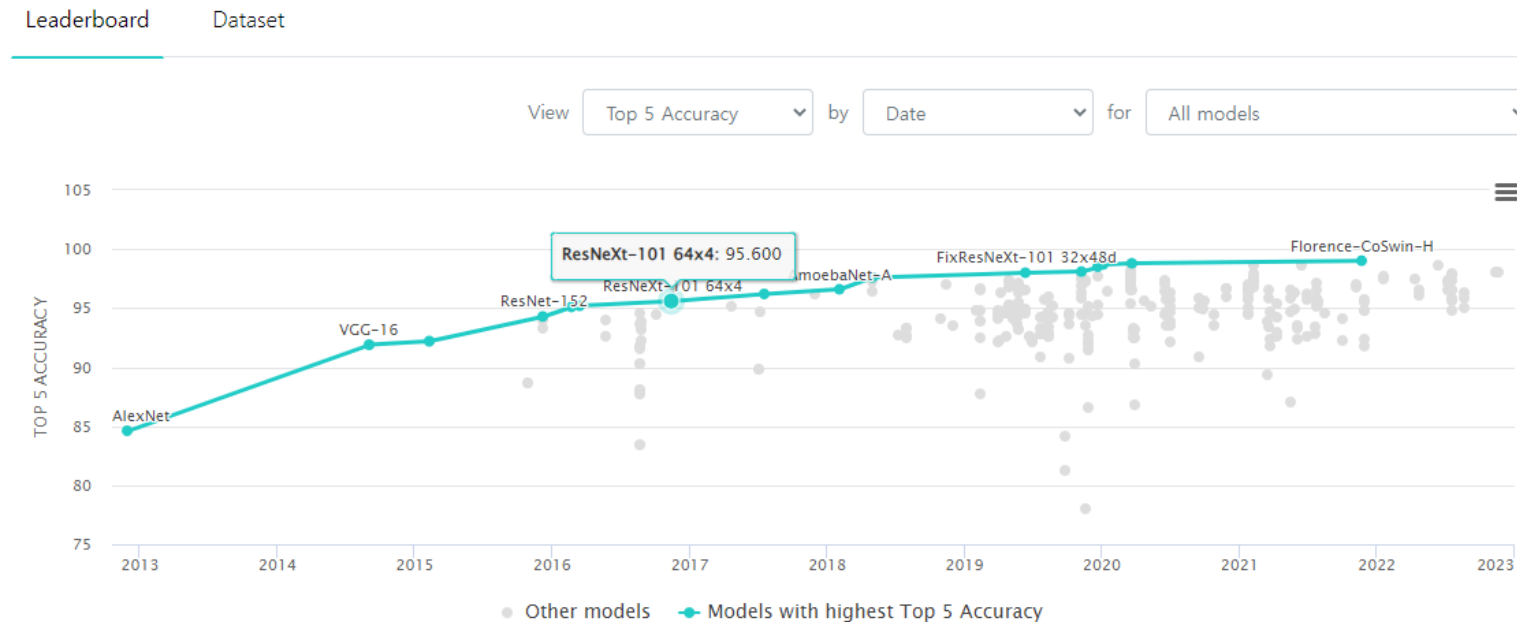 Leaderboard Dataset
View Top 5 Accuracy by Date for All models
TOP 5 ACCURACY
105
100
95
90
85
80
75
AlexNet
VGG-16
ResNet-152
ResNeXt-101 64x4: 95.600
ResNeXt-101 64x4
AmoebaNet-A
FixResNeXt-101 32x48d
Florence-CoSwin-H
2013 2014 2015 2016 2017 2018 2019 2020 2021 2022 2023
Other models Models with highest Top 5 Accuracy